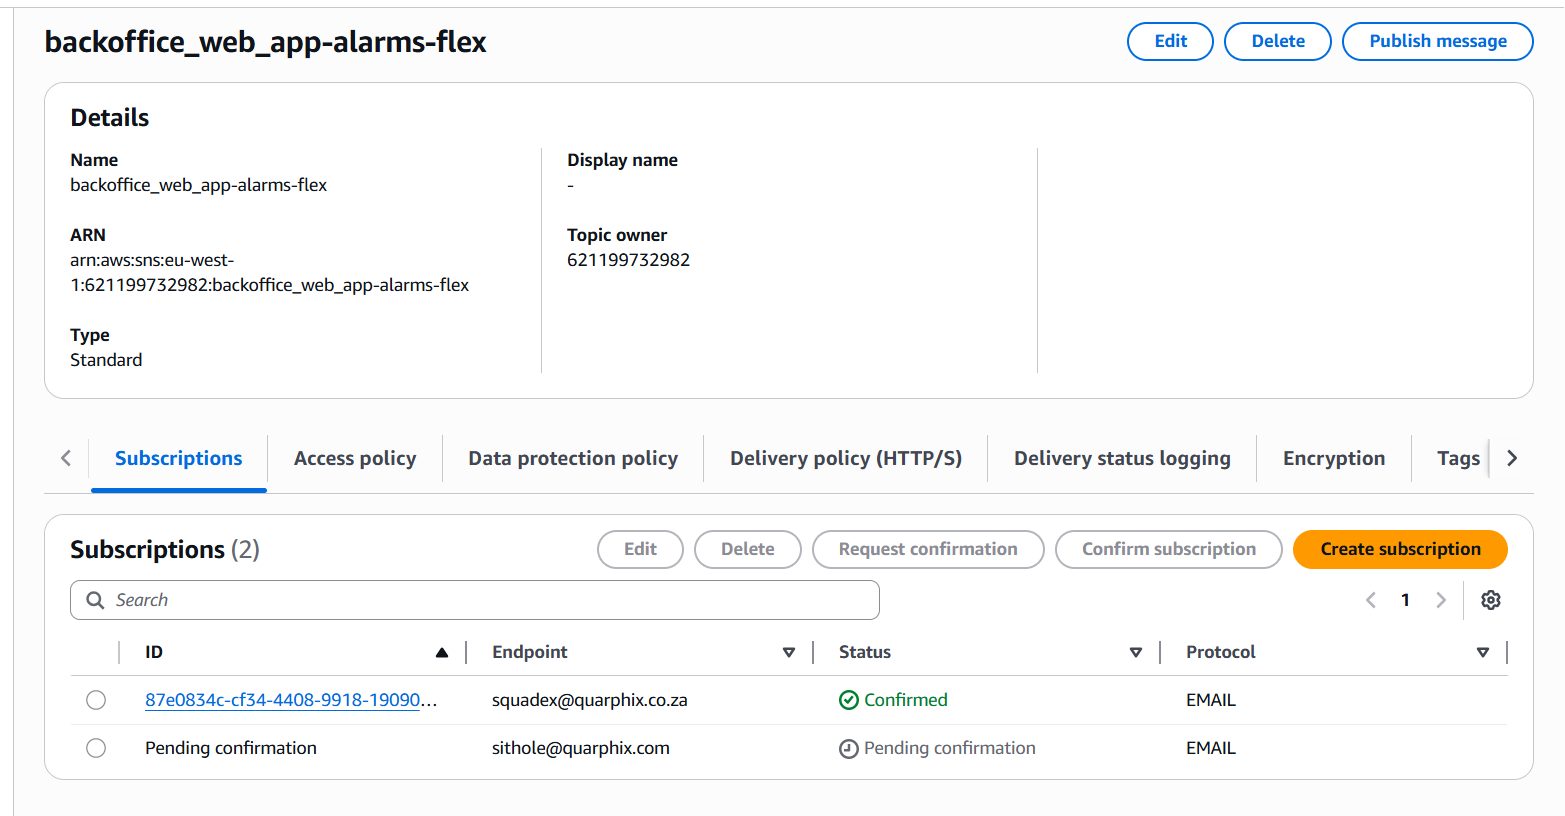 backoffice_web_app-alarms-flex
Edit
Delete
Publish message
Details
Name
backoffice_web_app-alarms-flex
ARN
arn:aws:sns:eu-west-
1:621199732982:backoffice_web_app-alarms-flex
Type
Standard
Display name
-
Topic owner
621199732982
Subscriptions
Access policy
Data protection policy
Delivery policy (HTTP/S)
Delivery status logging
Encryption
Tags
Subscriptions (2)
Edit
Delete
Request confirmation
Confirm subscription
Create subscription
Search
1
ID Endpoint Status Protocol
87e0834c-cf34-4408-9918-19090... squadex@quarphix.co.za Confirmed EMAIL
Pending confirmation sithole@quarphix.com Pending confirmation EMAIL